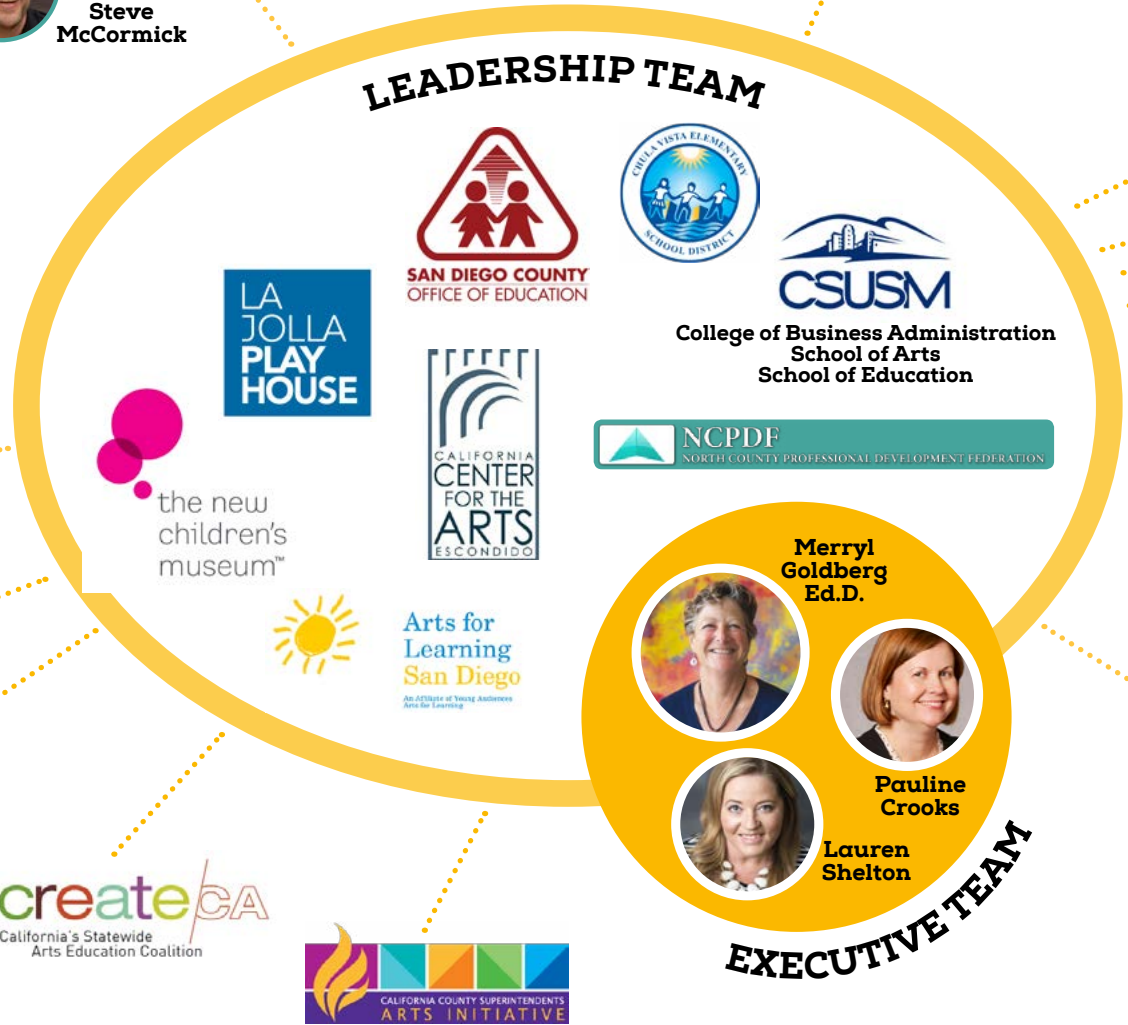 Steve
McCormick
LEADERSHIP TEAM
CHULA VISTA ELEMENTARY
SCHOOL DISTRICT
SAN DIEGO COUNTY
OFFICE OF EDUCATION
CSUSM
College of Business Administration
School of Arts
School of Education
LA
JOLLA
PLAY
HOUSE
CALIFORNIA
CENTER
FOR THE
ARTS
ESCONDIDO
NCPDF
NORTH COUNTY PROFESSIONAL DEVELOPMENT FEDERATION
the new
children's
museum™
Merryl
Goldberg
Ed.D.
Arts for
Learning
San Diego
An Affiliate of Young Audiences
Arts for Learning
Pauline
Crooks
Lauren
Shelton
EXECUTIVE TEAM
create CA
California's Statewide
Arts Education Coalition
CALIFORNIA COUNTY SUPERINTENDENTS
ARTS INITIATIVE